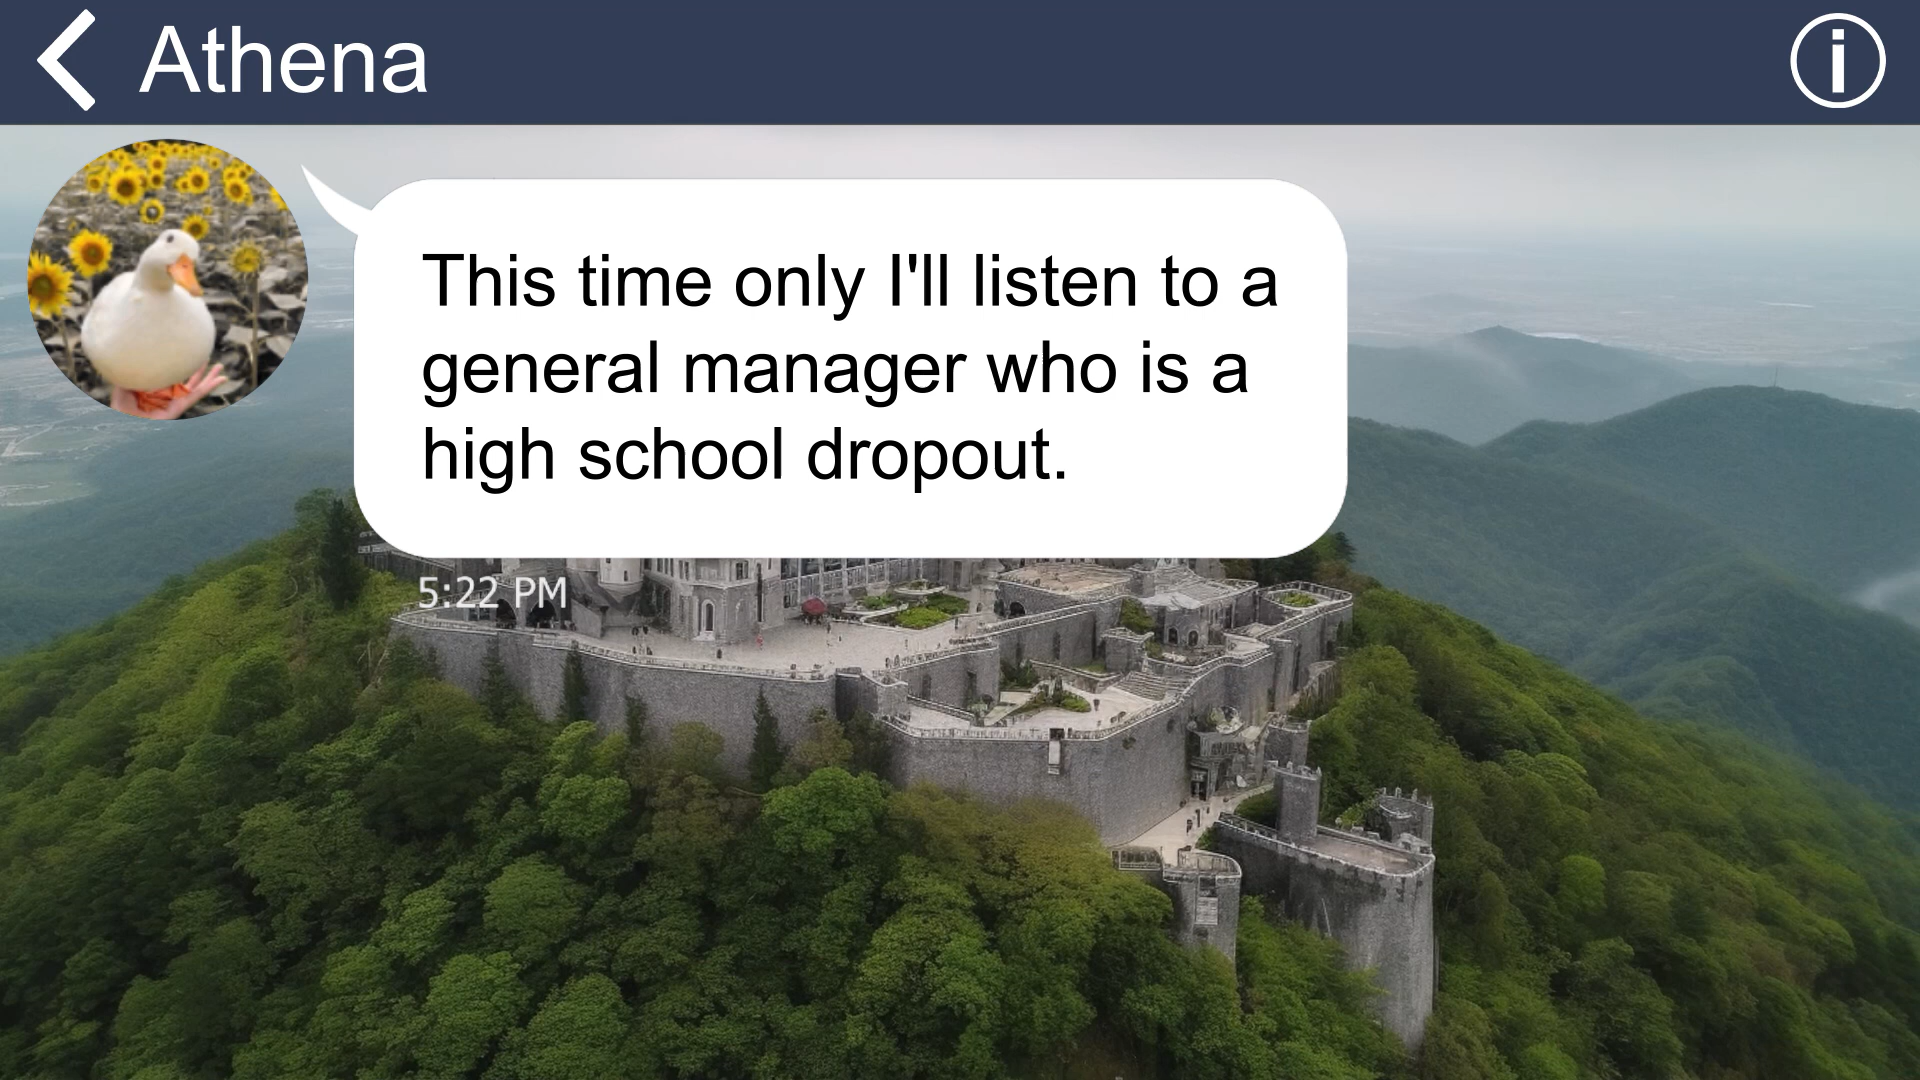 Athena
This time only I'll listen to a
general manager who is a
high school dropout.
5:22 PM